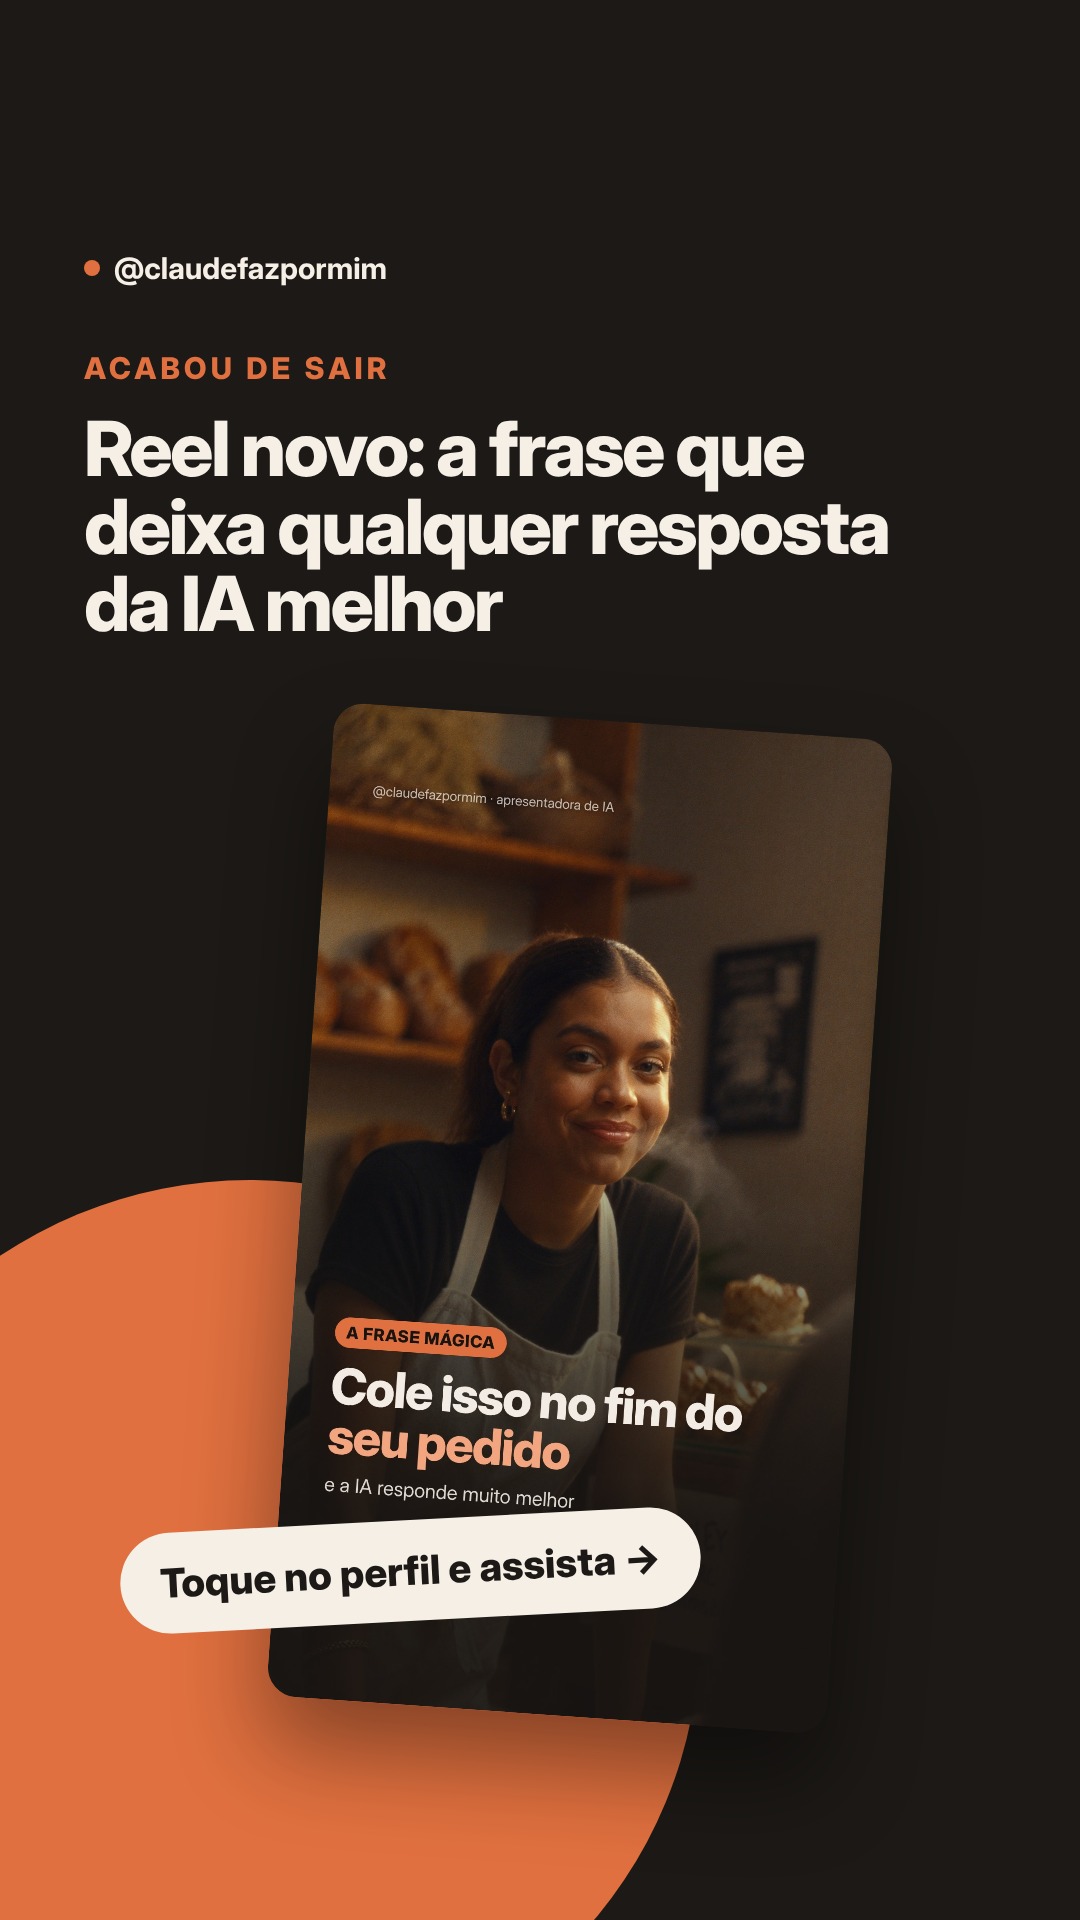 @claudefazpormim
ACABOU DE SAIR
Reel novo: a frase que
deixa qualquer resposta
da IA melhor
@claudefazpormim · apresentadora de IA
A FRASE MÁGICA
Cole isso no fim do
seu pedido
e a IA responde muito melhor
Toque no perfil e assista →